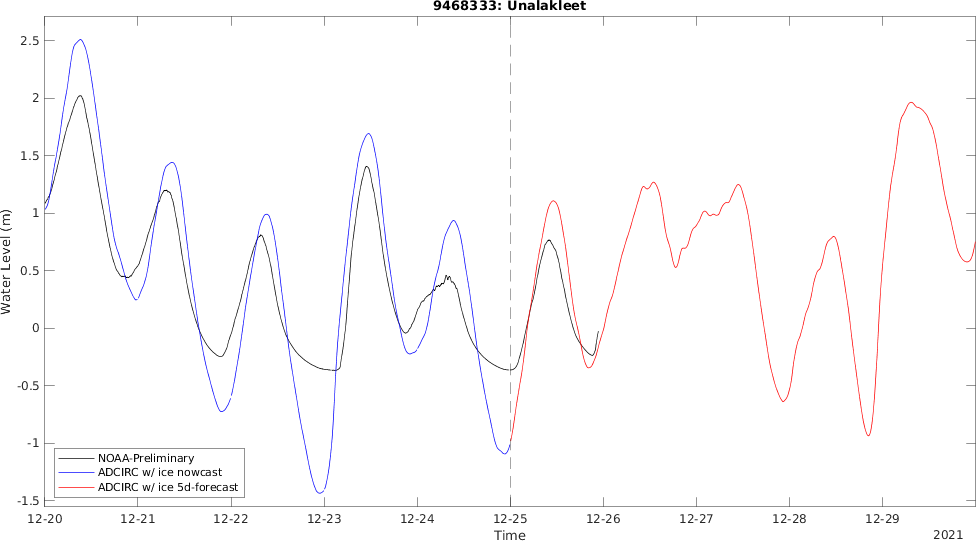 9468333: Unalakleet
Water Level (m)
2.5
2
1.5
1
0.5
0
-0.5
-1
-1.5
NOAA-Preliminary
ADCIRC w/ ice nowcast
ADCIRC w/ ice 5d-forecast
12-20 12-21 12-22 12-23 12-24 12-25 12-26 12-27 12-28 12-29
Time
2021